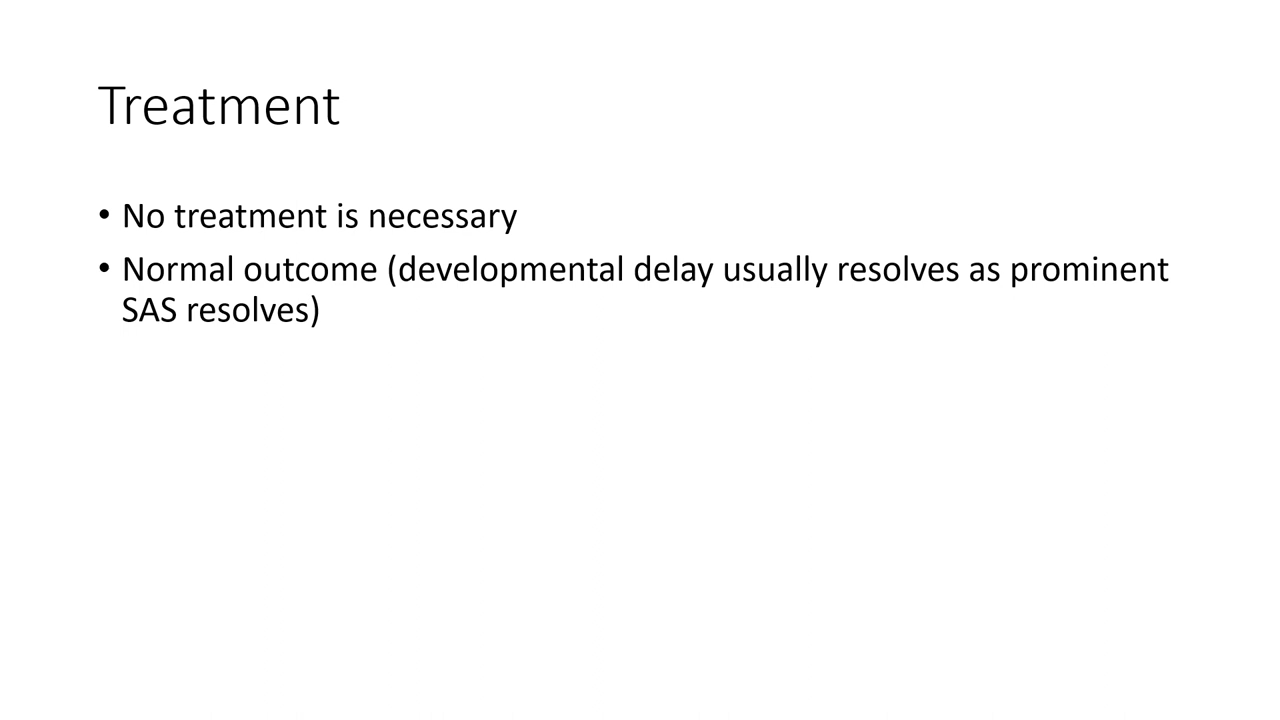 Treatment
• No treatment is necessary
• Normal outcome (developmental delay usually resolves as prominent
SAS resolves)